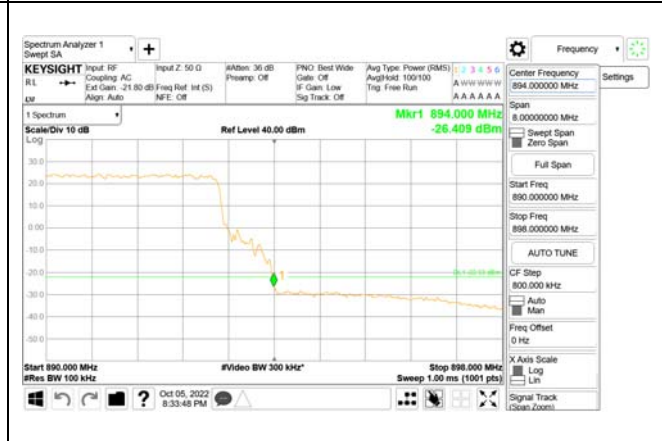 Spectrum Analyzer 1
Swept SA
Frequency
KEYSIGHT
RL
Input: RF
Coupling: AC
Ext Gain: -21.80 dB
Align: Auto
Input Z: 50 Ω
Freq Ref: Int (S)
NFE: Off
#Atten: 36 dB
Preamp: Off
PNO: Best Wide
Gate: Off
IF Gain: Low
Sig Track: Off
Avg Type: Power (RMS)
Avg|Hold: 100/100
Trig: Free Run
1 2 3 4 5 6
A W W W W W
A A A A A A
1 Spectrum
Scale/Div 10 dB
Log
Ref Level 40.00 dBm
Mkr1 894.000 MHz
-26.409 dBm
30.0
20.0
10.0
0.00
-10.0
-20.0
-30.0
-40.0
-50.0
1
Start 890.000 MHz
#Res BW 100 kHz
#Video BW 300 kHz*
Stop 898.000 MHz
Sweep 1.00 ms (1001 pts)
Oct 05, 2022
8:33:48 PM
Center Frequency
894.000000 MHz
Settings
Span
8.00000000 MHz
Swept Span
Zero Span
Full Span
Start Freq
890.000000 MHz
Stop Freq
898.000000 MHz
AUTO TUNE
CF Step
800.000 kHz
Auto
Man
Freq Offset
0 Hz
X Axis Scale
Log
Lin
Signal Track
(Span Zoom)